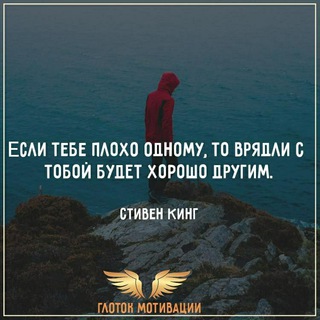 Если тебе плохо одному, то врядли с
тобой будет хорошо другим.
Стивен Кинг
ГЛОТОК МОТИВАЦИИ